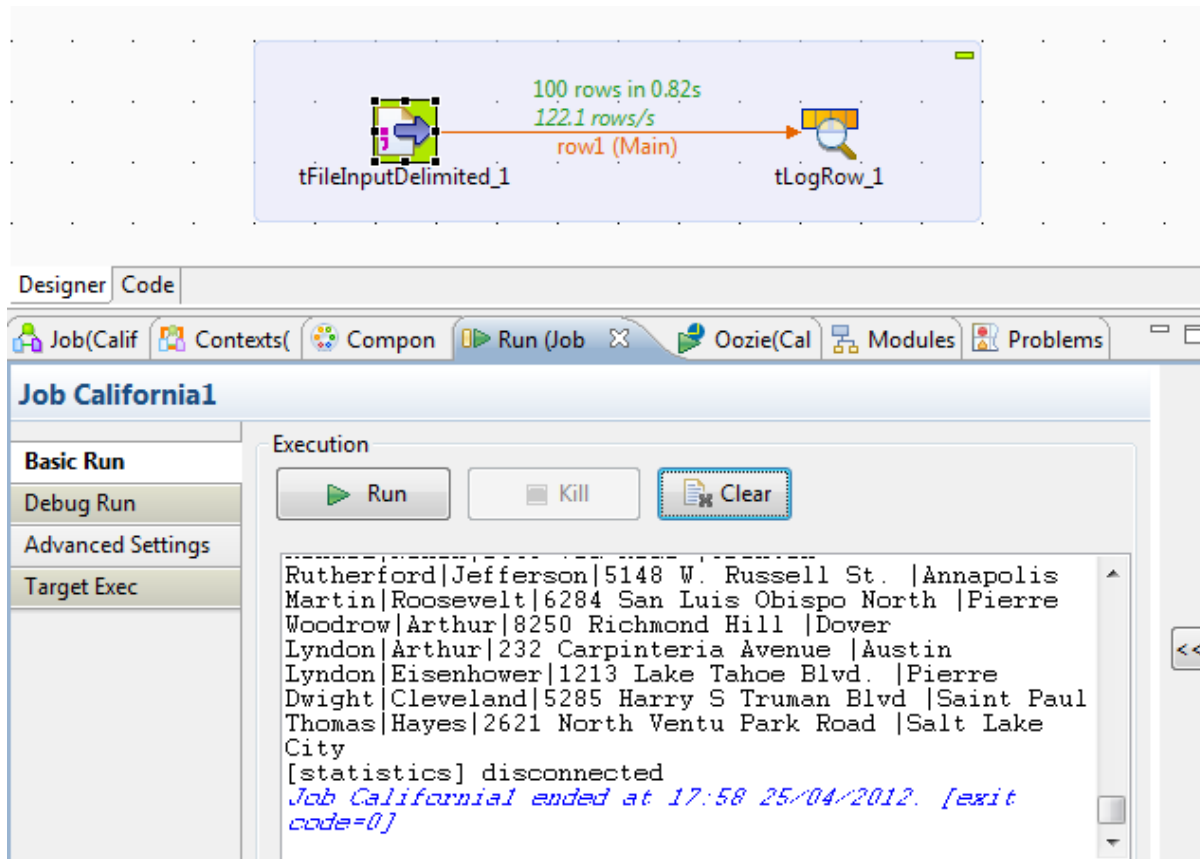 100 rows in 0.82s
122.1 rows/s
row1 (Main)
tFileInputDelimited_1
tLogRow_1
Designer
Code
Job(Calif
Contexts(
Compon
Run (Job
Oozie(Cal
Modules
Problems
Job California1
Basic Run
Debug Run
Advanced Settings
Target Exec
Execution
Run
Kill
Clear
Rutherford|Jefferson|5148 W. Russell St. |Annapolis
Martin|Roosevelt|6284 San Luis Obispo North |Pierre
Woodrow|Arthur|8250 Richmond Hill |Dover
Lyndon|Arthur|232 Carpinteria Avenue |Austin
Lyndon|Eisenhower|1213 Lake Tahoe Blvd. |Pierre
Dwight|Cleveland|5285 Harry S Truman Blvd |Saint Paul
Thomas|Hayes|2621 North Ventu Park Road |Salt Lake
City
[statistics] disconnected
Job California1 ended at 17:58 25/04/2012. [exit
code=0]
<<